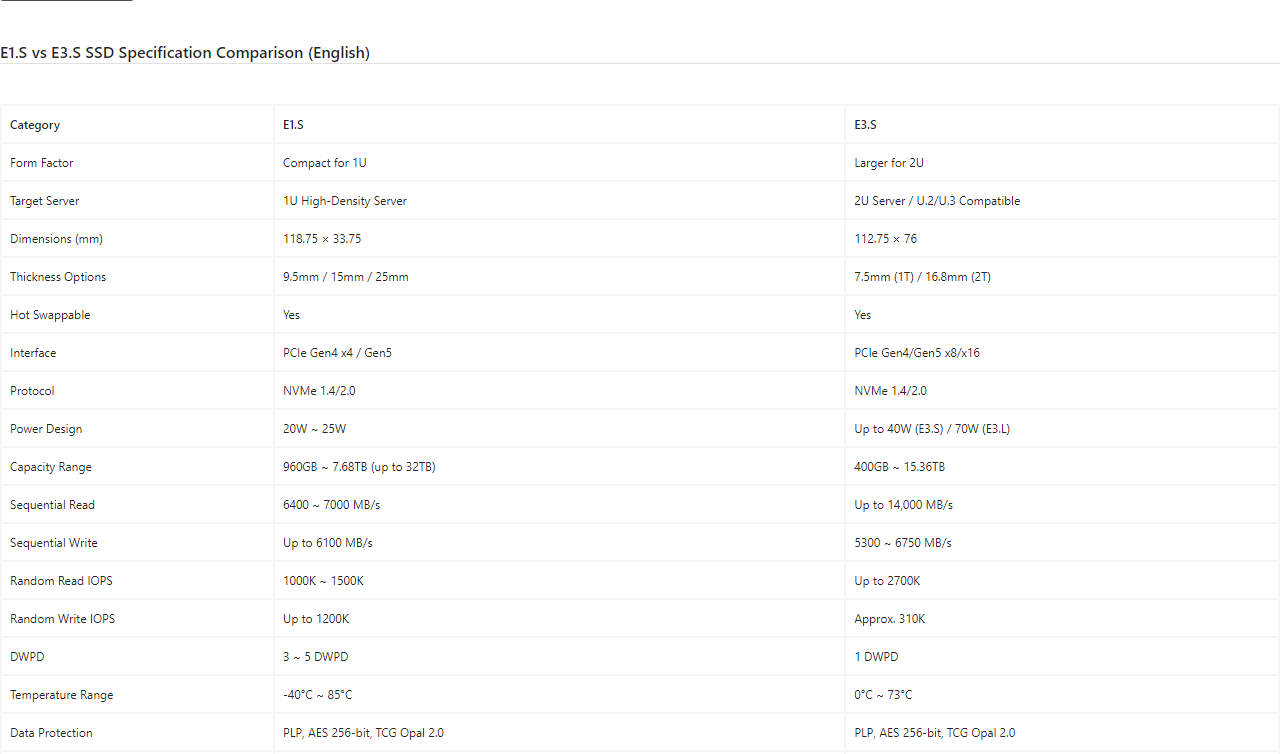 E1.S vs E3.S SSD Specification Comparison (English)
Category E1.S E3.S
Form Factor Compact for 1U Larger for 2U
Target Server 1U High-Density Server 2U Server / U.2/U.3 Compatible
Dimensions (mm) 118.75 × 33.75 112.75 × 76
Thickness Options 9.5mm / 15mm / 25mm 7.5mm (1T) / 16.8mm (2T)
Hot Swappable Yes Yes
Interface PCIe Gen4 x4 / Gen5 PCIe Gen4/Gen5 x8/x16
Protocol NVMe 1.4/2.0 NVMe 1.4/2.0
Power Design 20W ~ 25W Up to 40W (E3.S) / 70W (E3.L)
Capacity Range 960GB ~ 7.68TB (up to 32TB) 400GB ~ 15.36TB
Sequential Read 6400 ~ 7000 MB/s Up to 14,000 MB/s
Sequential Write Up to 6100 MB/s 5300 ~ 6750 MB/s
Random Read IOPS 1000K ~ 1500K Up to 2700K
Random Write IOPS Up to 1200K Approx. 310K
DWPD 3 ~ 5 DWPD 1 DWPD
Temperature Range -40°C ~ 85°C 0°C ~ 73°C
Data Protection PLP, AES 256-bit, TCG Opal 2.0 PLP, AES 256-bit, TCG Opal 2.0